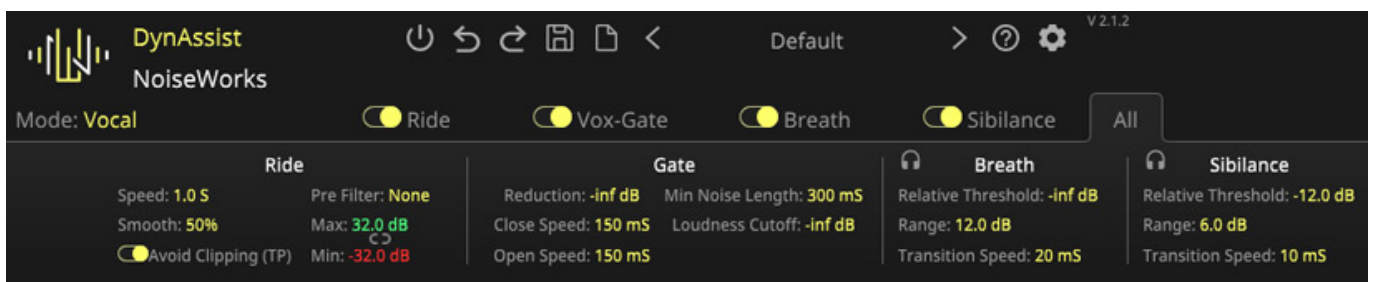 DynAssist
NoiseWorks
Default
V 2.1.2
Mode: Vocal
Ride
Vox-Gate
Breath
Sibilance
All
Ride
Speed: 1.0 S
Pre Filter: None
Smooth: 50%
Max: 32.0 dB
Avoid Clipping (TP)
Min: -32.0 dB
Gate
Reduction: -inf dB
Min Noise Length: 300 mS
Close Speed: 150 mS
Loudness Cutoff: -inf dB
Open Speed: 150 mS
Breath
Relative Threshold: -inf dB
Range: 12.0 dB
Transition Speed: 20 mS
Sibilance
Relative Threshold: -12.0 dB
Range: 6.0 dB
Transition Speed: 10 mS